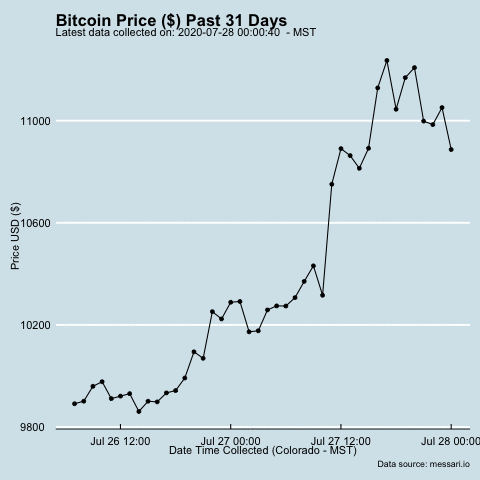 Bitcoin Price ($) Past 31 Days
Latest data collected on: 2020-07-28 00:00:40 - MST
11000
10600
10200
9800
Price USD ($)
Jul 26 12:00 Jul 27 00:00 Jul 27 12:00 Jul 28 00:00
Date Time Collected (Colorado - MST)
Data source: messari.io